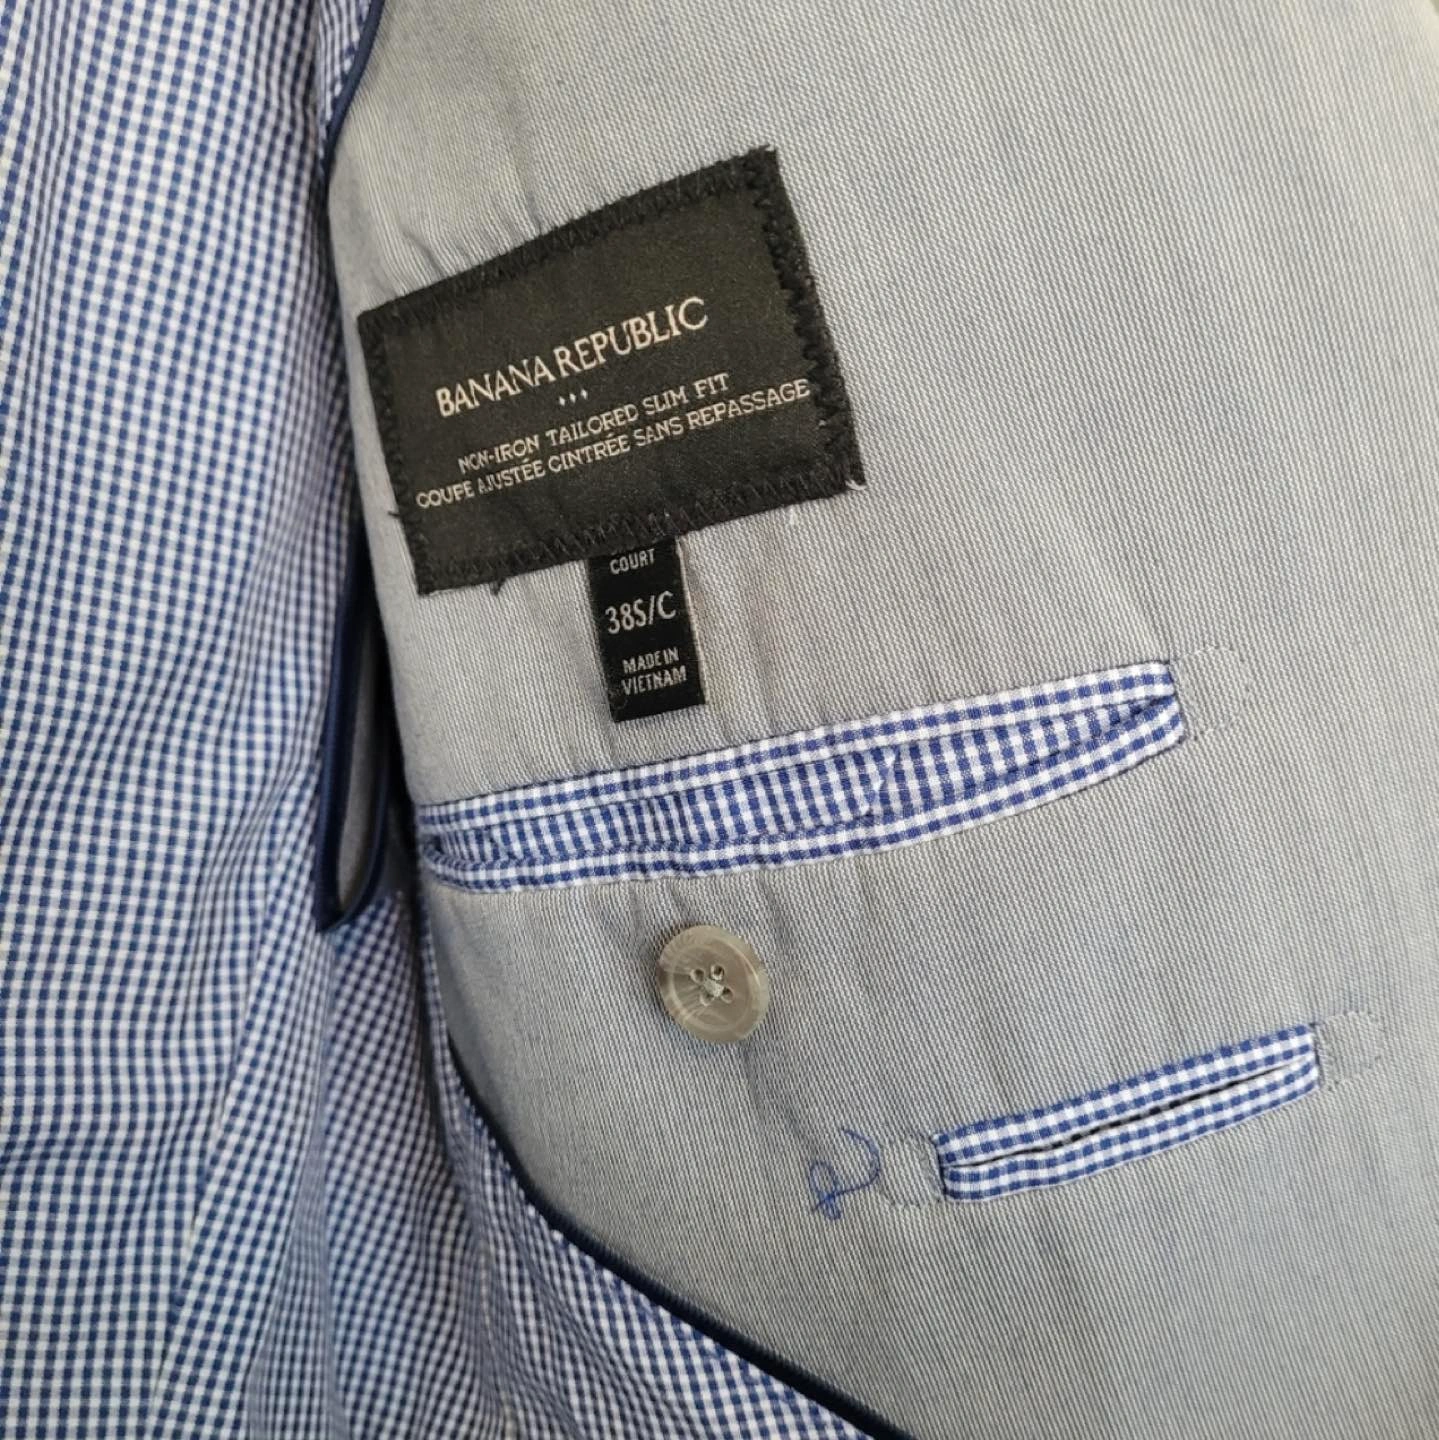 BANANA REPUBLIC
NON-IRON TAILORED SLIM FIT
COUPE AJUSTÉE CINTRÉE SANS REPASSAGE
COURT
38S/C
MADE IN
VIETNAM